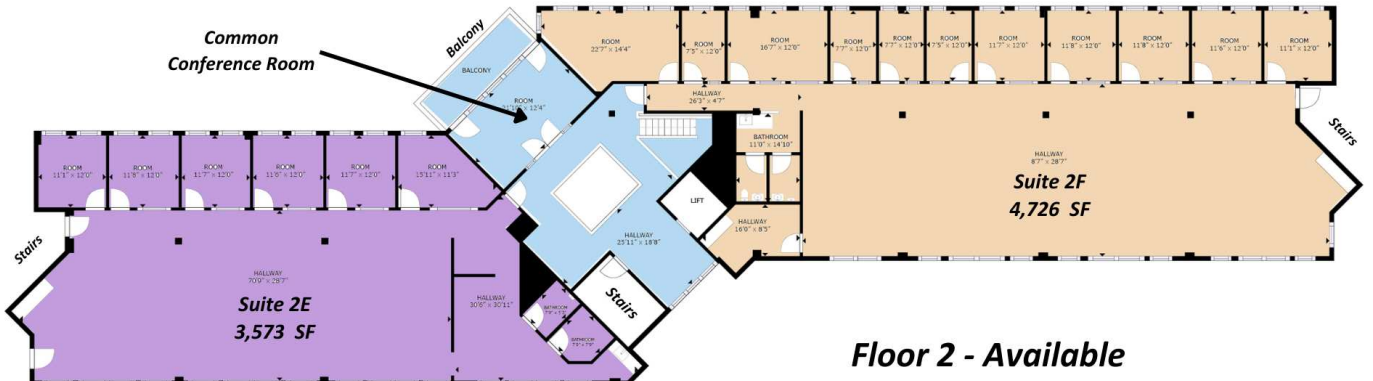 Common
Conference Room
Balcony
BALCONY
ROOM
22'7" x 14'4"
ROOM
7'5" x 12'0"
ROOM
16'7" x 12'0"
ROOM
7'7" x 12'0"
ROOM
7'7" x 12'0"
ROOM
7'5" x 12'0"
ROOM
11'7" x 12'0"
ROOM
11'8" x 12'0"
ROOM
11'8" x 12'0"
ROOM
11'6" x 12'0"
ROOM
11'1" x 12'0"
ROOM
x 12'4"
HALLWAY
26'3" x 4'7"
BATHROOM
11'0" x 14'10"
HALLWAY
8'7" x 28'7"
Suite 2F
4,726 SF
Stairs
ROOM
11'1" x 12'0"
ROOM
11'8" x 12'0"
ROOM
11'7" x 12'0"
ROOM
11'6" x 12'0"
ROOM
11'7" x 12'0"
ROOM
15'11" x 11'3"
LIFT
HALLWAY
16'0" x 8'5"
HALLWAY
25'11" x 18'8"
Stairs
Stairs
HALLWAY
70'9" x 28'7"
Suite 2E
3,573 SF
HALLWAY
30'6" x 30'11"
BATHROOM
BATHROOM
Floor 2 - Available